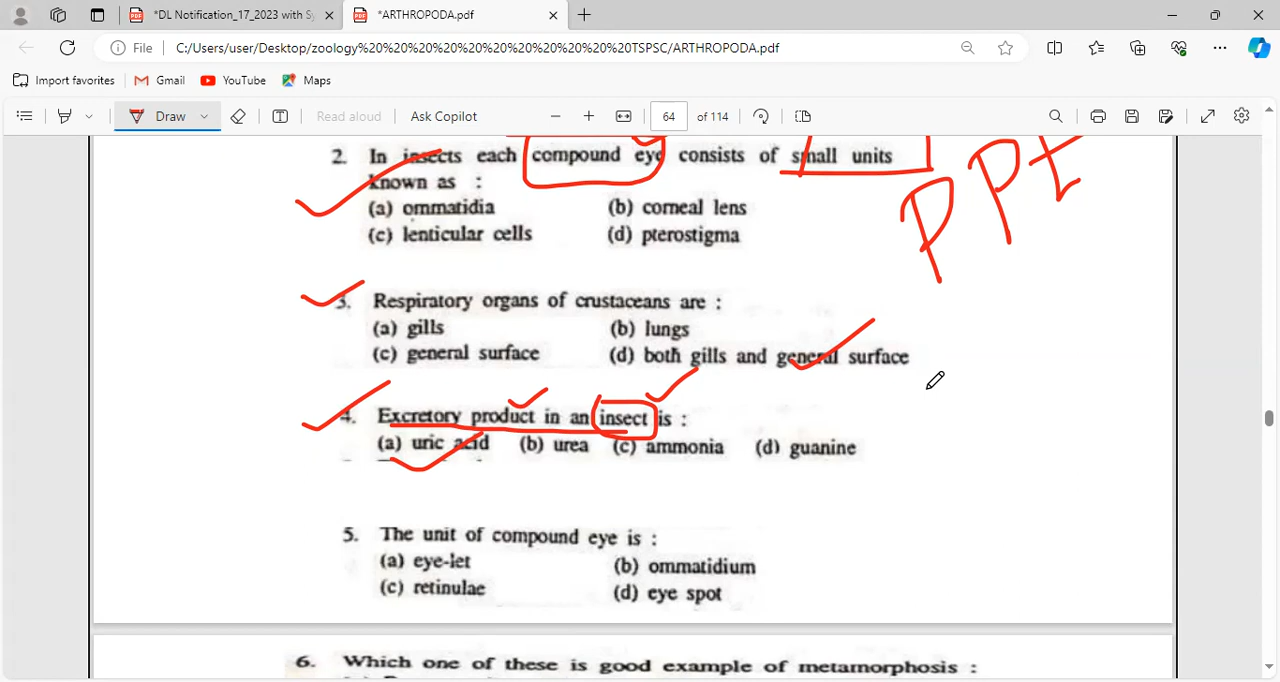 *DL Notification_17_2023 with Sy
*ARTHROPODA.pdf
File
C:/Users/user/Desktop/zoology%20%20%20%20%20%20%20%20%20%20%20TSPSC/ARTHROPODA.pdf
Import favorites
Gmail
YouTube
Maps
Draw
Read aloud
Ask Copilot
64
of 114
PPt
2. In insects each compound eye consists of small units
known as :
(a) ommatidia (b) corneal lens
(c) lenticular cells (d) pterostigma
3. Respiratory organs of crustaceans are :
(a) gills (b) lungs
(c) general surface (d) both gills and general surface
4. Excretory product in an insect is :
(a) uric acid (b) urea (c) ammonia (d) guanine
5. The unit of compound eye is :
(a) eye-let (b) ommatidium
(c) retinulae (d) eye spot
6. Which one of these is good example of metamorphosis :